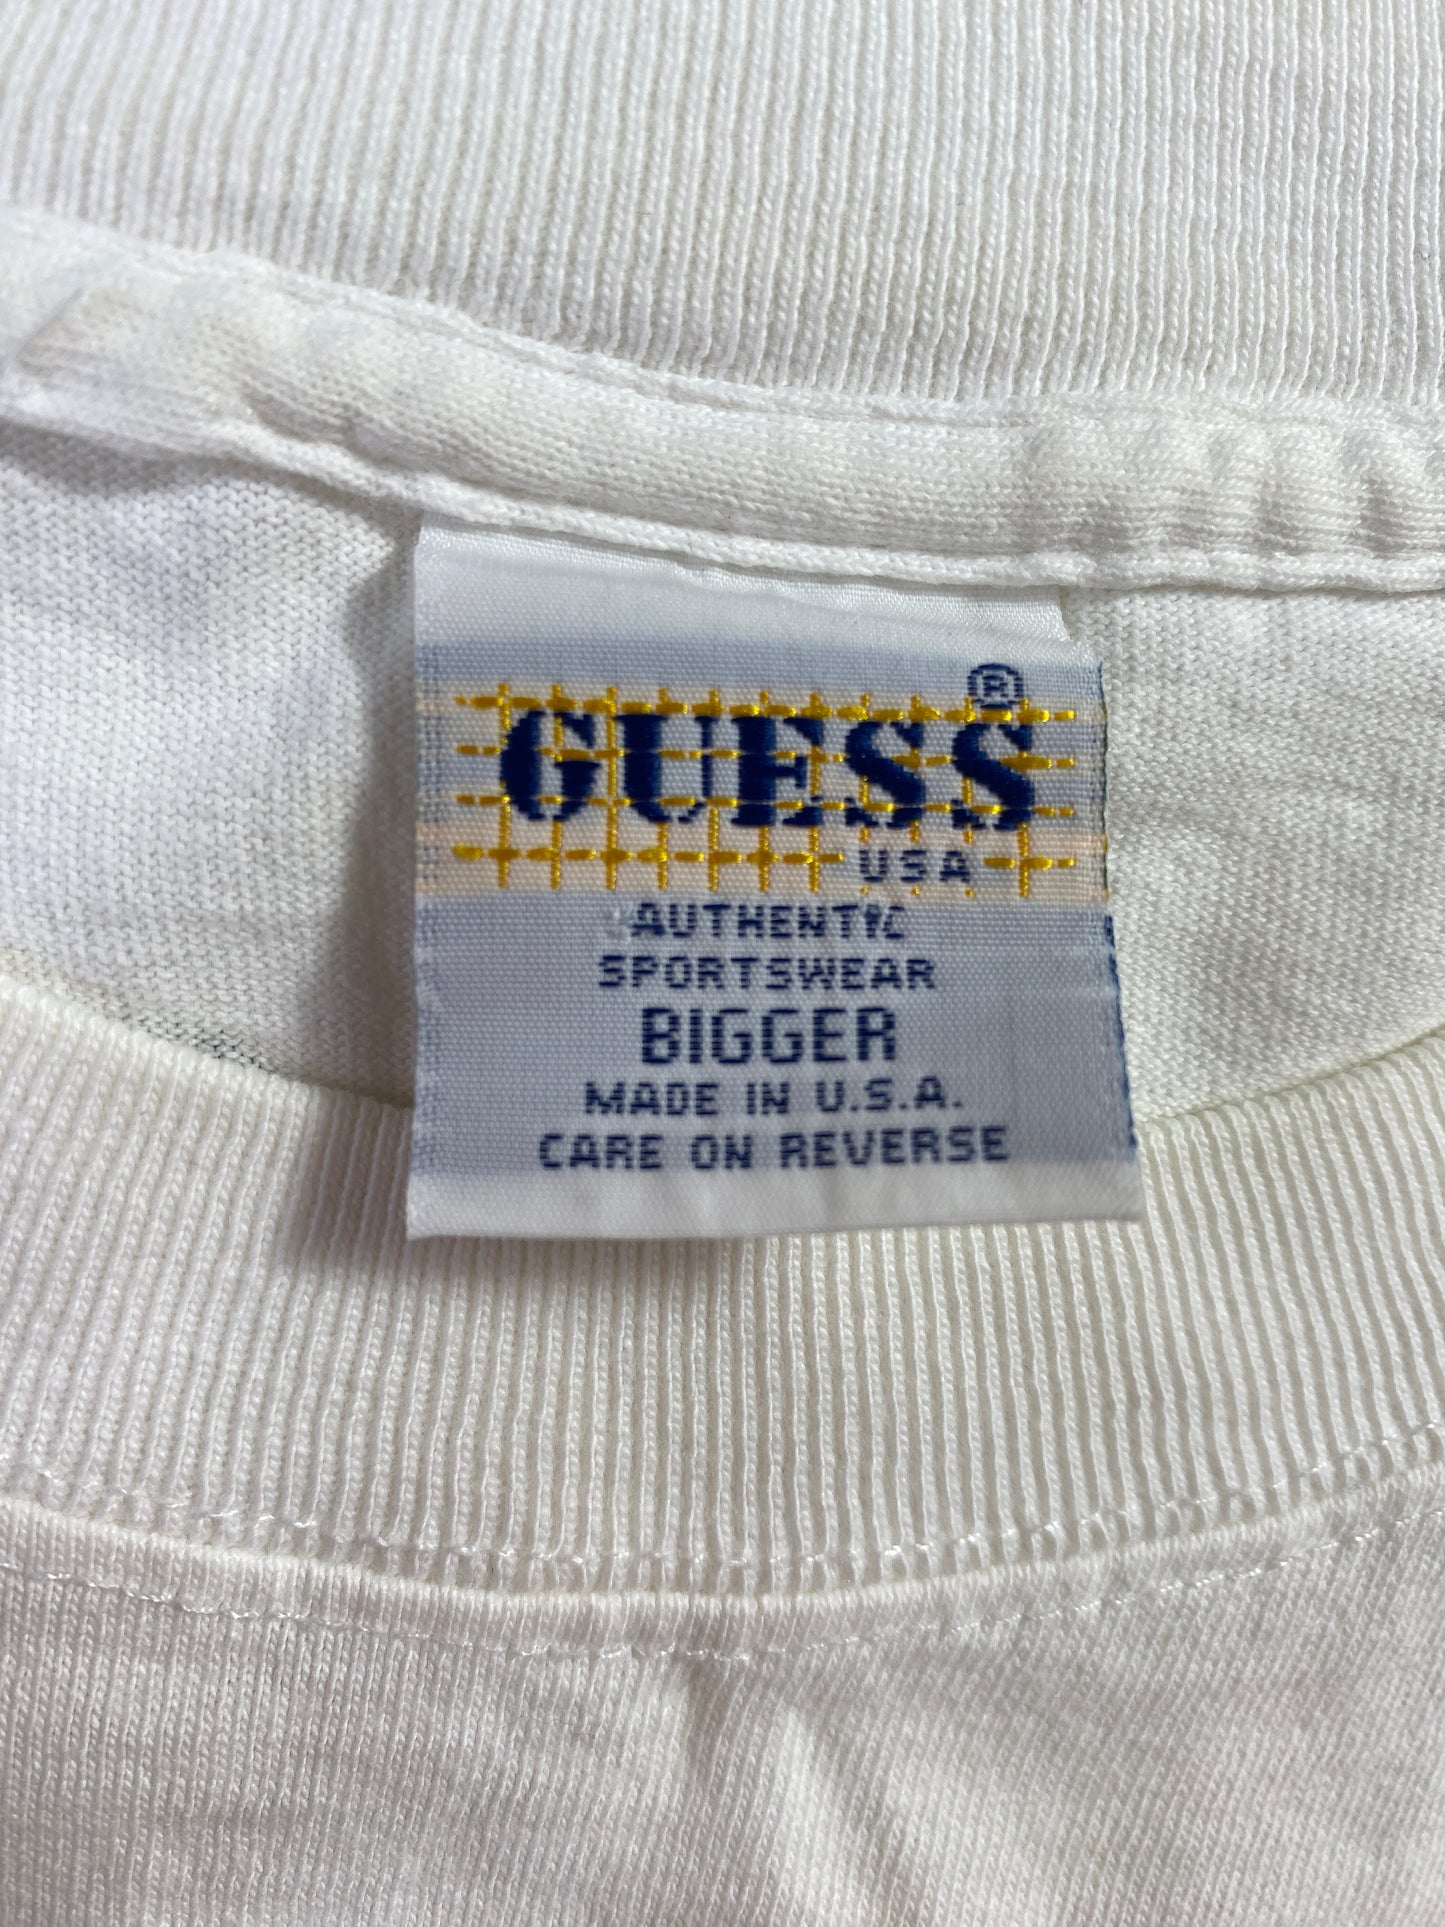 GUESS®
USA
AUTHENTIC
SPORTSWEAR
BIGGER
MADE IN U.S.A.
CARE ON REVERSE